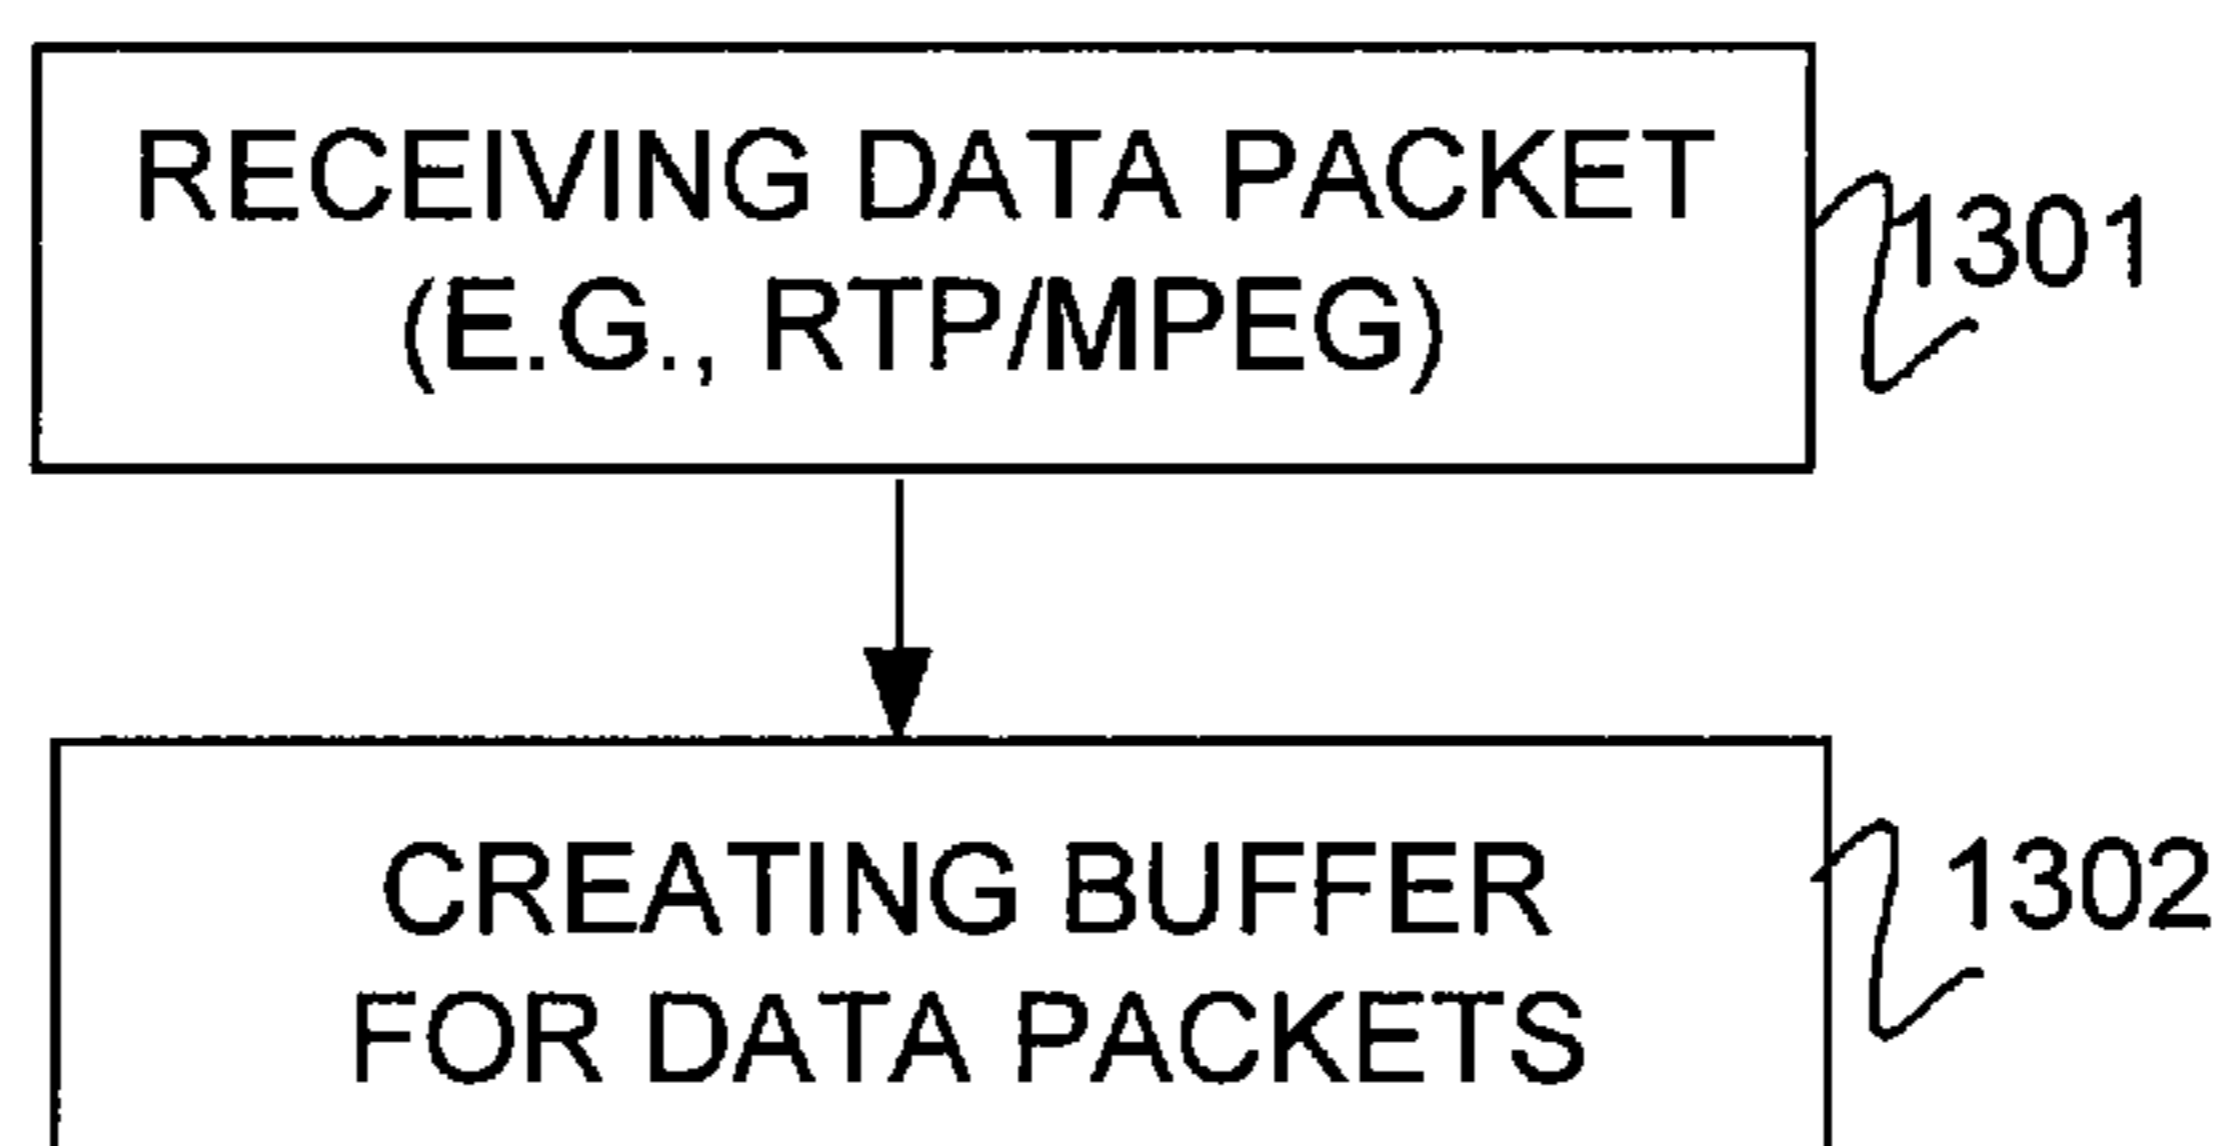 RECEIVING DATA PACKET
(E.G., RTP/MPEG)
1301
CREATING BUFFER
FOR DATA PACKETS
1302